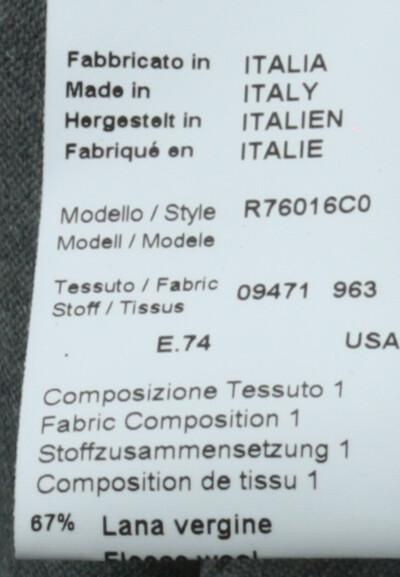 Fabbricato in ITALIA
Made in ITALY
Hergestelt in ITALIEN
Fabriqué en ITALIE
Modello / Style R76016C0
Modell / Modele
Tessuto / Fabric 09471 963
Stoff / Tissus
E.74 USA
Composizione Tessuto 1
Fabric Composition 1
Stoffzusammensetzung 1
Composition de tissu 1
67% Lana vergine